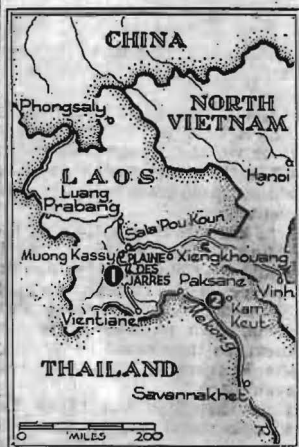 CHINA
Phongsaly
NORTH
VIETNAM
Hanoi
LAOS
Luang
Prabang
Sala Pou Koun
Muong Kassy
PLAINE
DES
JARRES
Xiengkhouang
1
Vinh
Paksane
2
Kam
Keut
Vientiane
Mekong
R.
THAILAND
Savannakhet
0 MILES 200